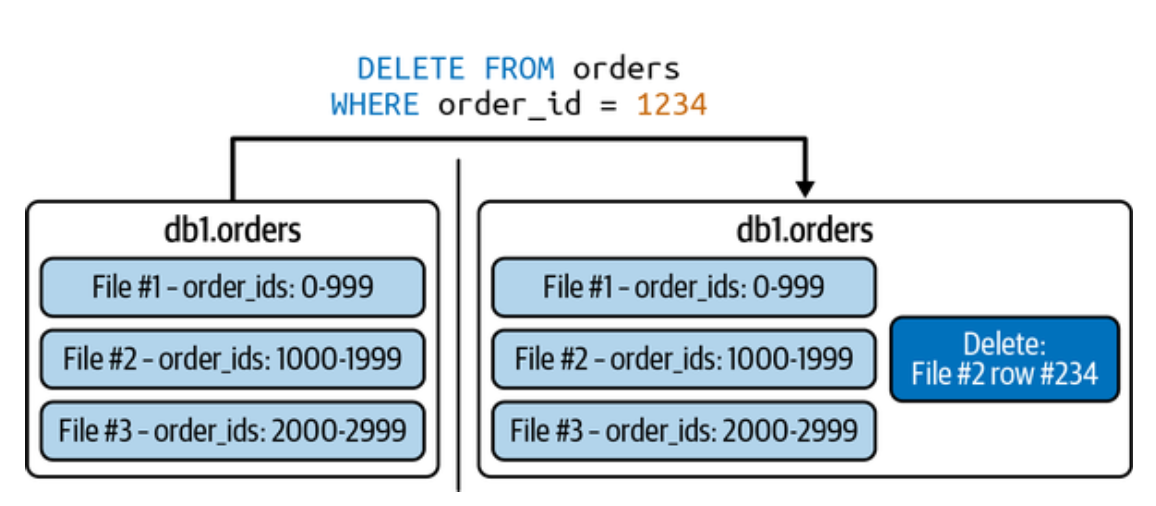 DELETE FROM orders
WHERE order_id = 1234
db1.orders
File #1 – order_ids: 0-999
File #2 – order_ids: 1000-1999
File #3 – order_ids: 2000-2999
db1.orders
File #1 – order_ids: 0-999
File #2 – order_ids: 1000-1999
File #3 – order_ids: 2000-2999
Delete:
File #2 row #234